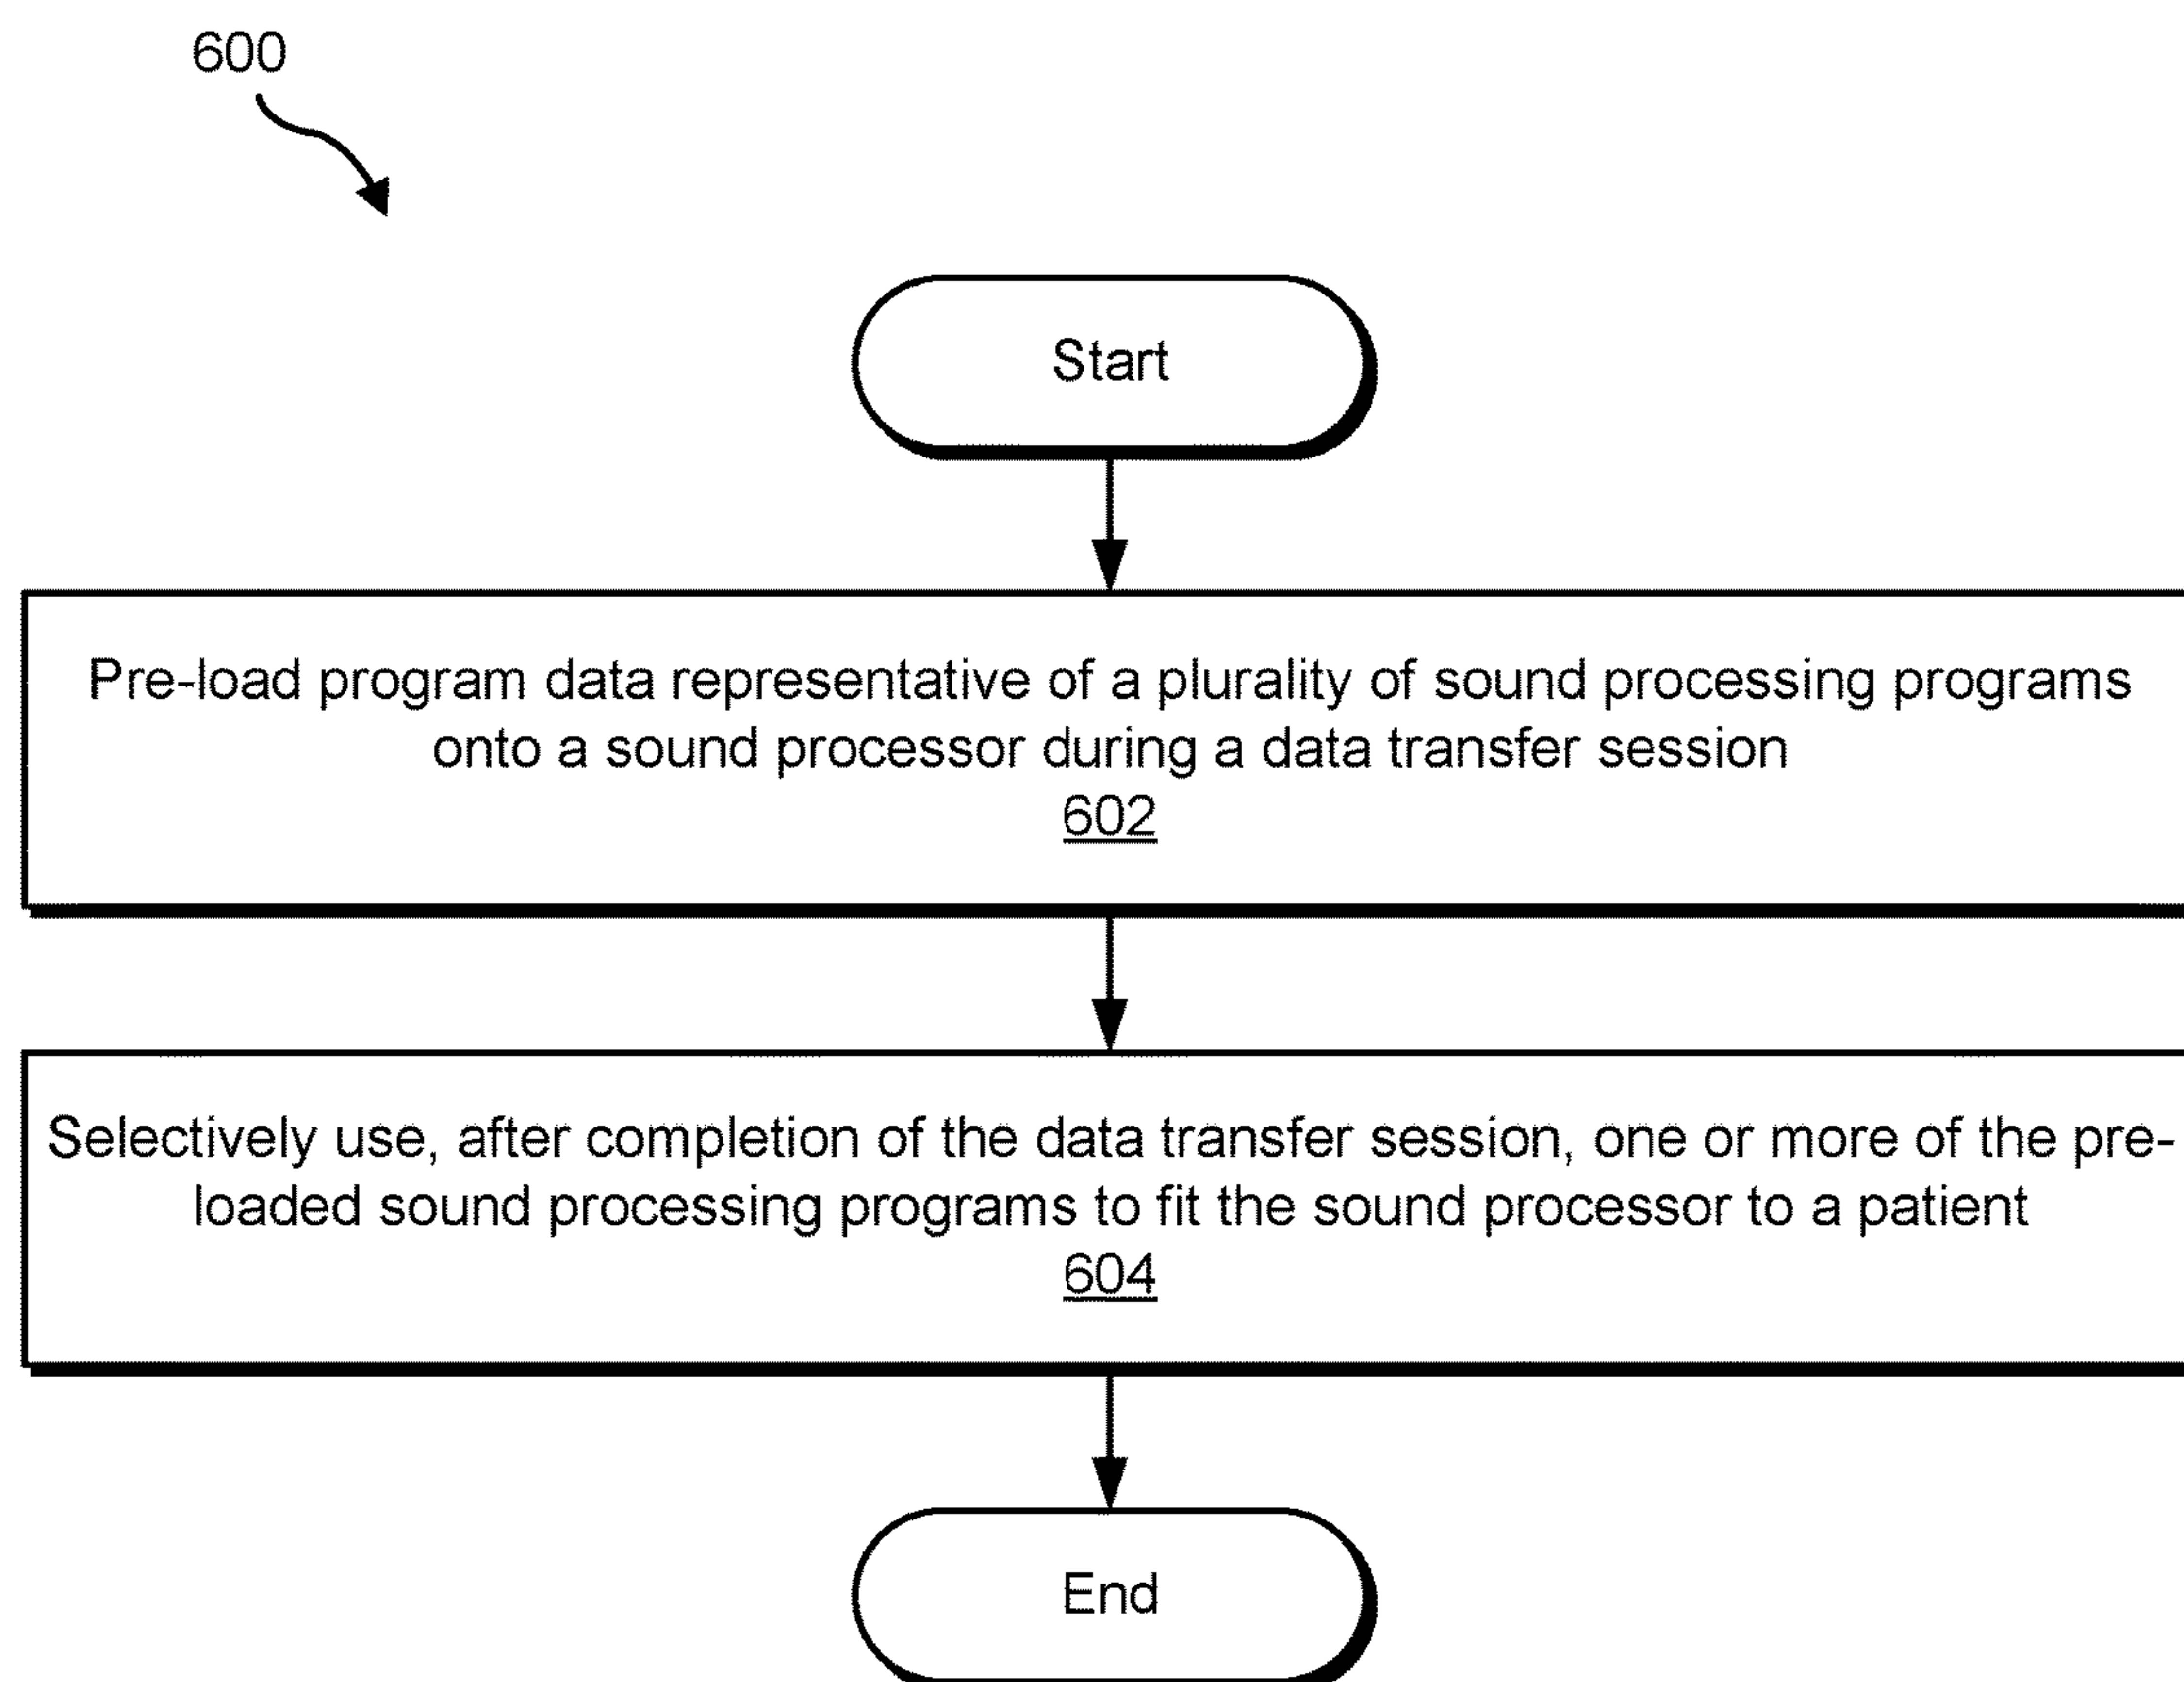 600
Start
Pre-load program data representative of a plurality of sound processing programs
onto a sound processor during a data transfer session
602
Selectively use, after completion of the data transfer session, one or more of the pre-
loaded sound processing programs to fit the sound processor to a patient
604
End